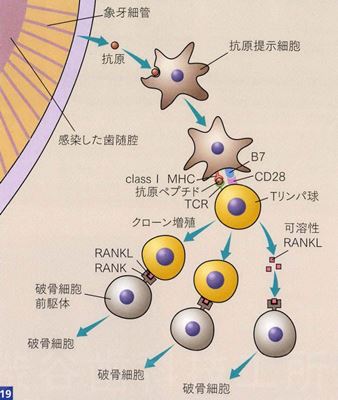 象牙細管
抗原
抗原提示細胞
感染した歯随腔
B7
class I MHC
CD28
抗原ペプチド
TCR
Tリンパ球
クローン増殖
可溶性
RANKL
RANKL
RANK
破骨細胞
前駆体
破骨細胞
破骨細胞
破骨細胞
19